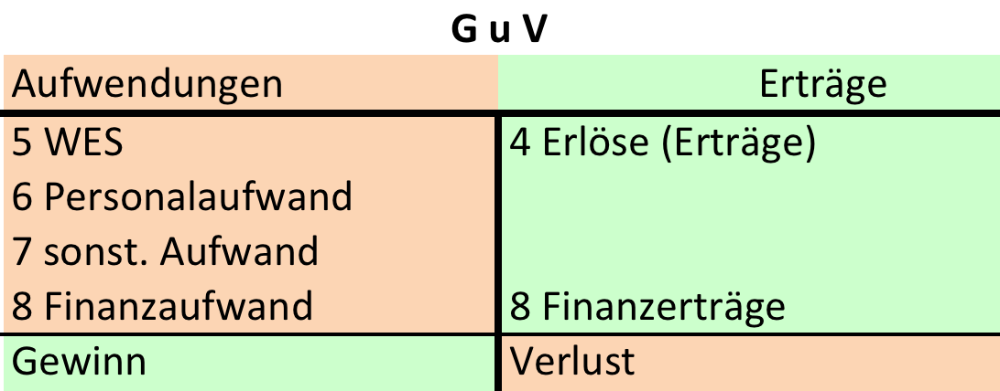 G u V
Aufwendungen Erträge
5 WES 4 Erlöse (Erträge)
6 Personalaufwand
7 sonst. Aufwand
8 Finanzaufwand 8 Finanzerträge
Gewinn Verlust